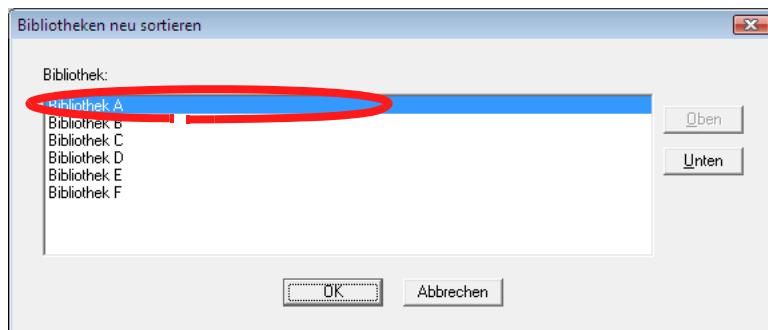 Bibliotheken neu sortieren
Bibliothek:
Bibliothek A
Bibliothek B
Bibliothek C
Bibliothek D
Bibliothek E
Bibliothek F
Oben
Unten
OK
Abbrechen